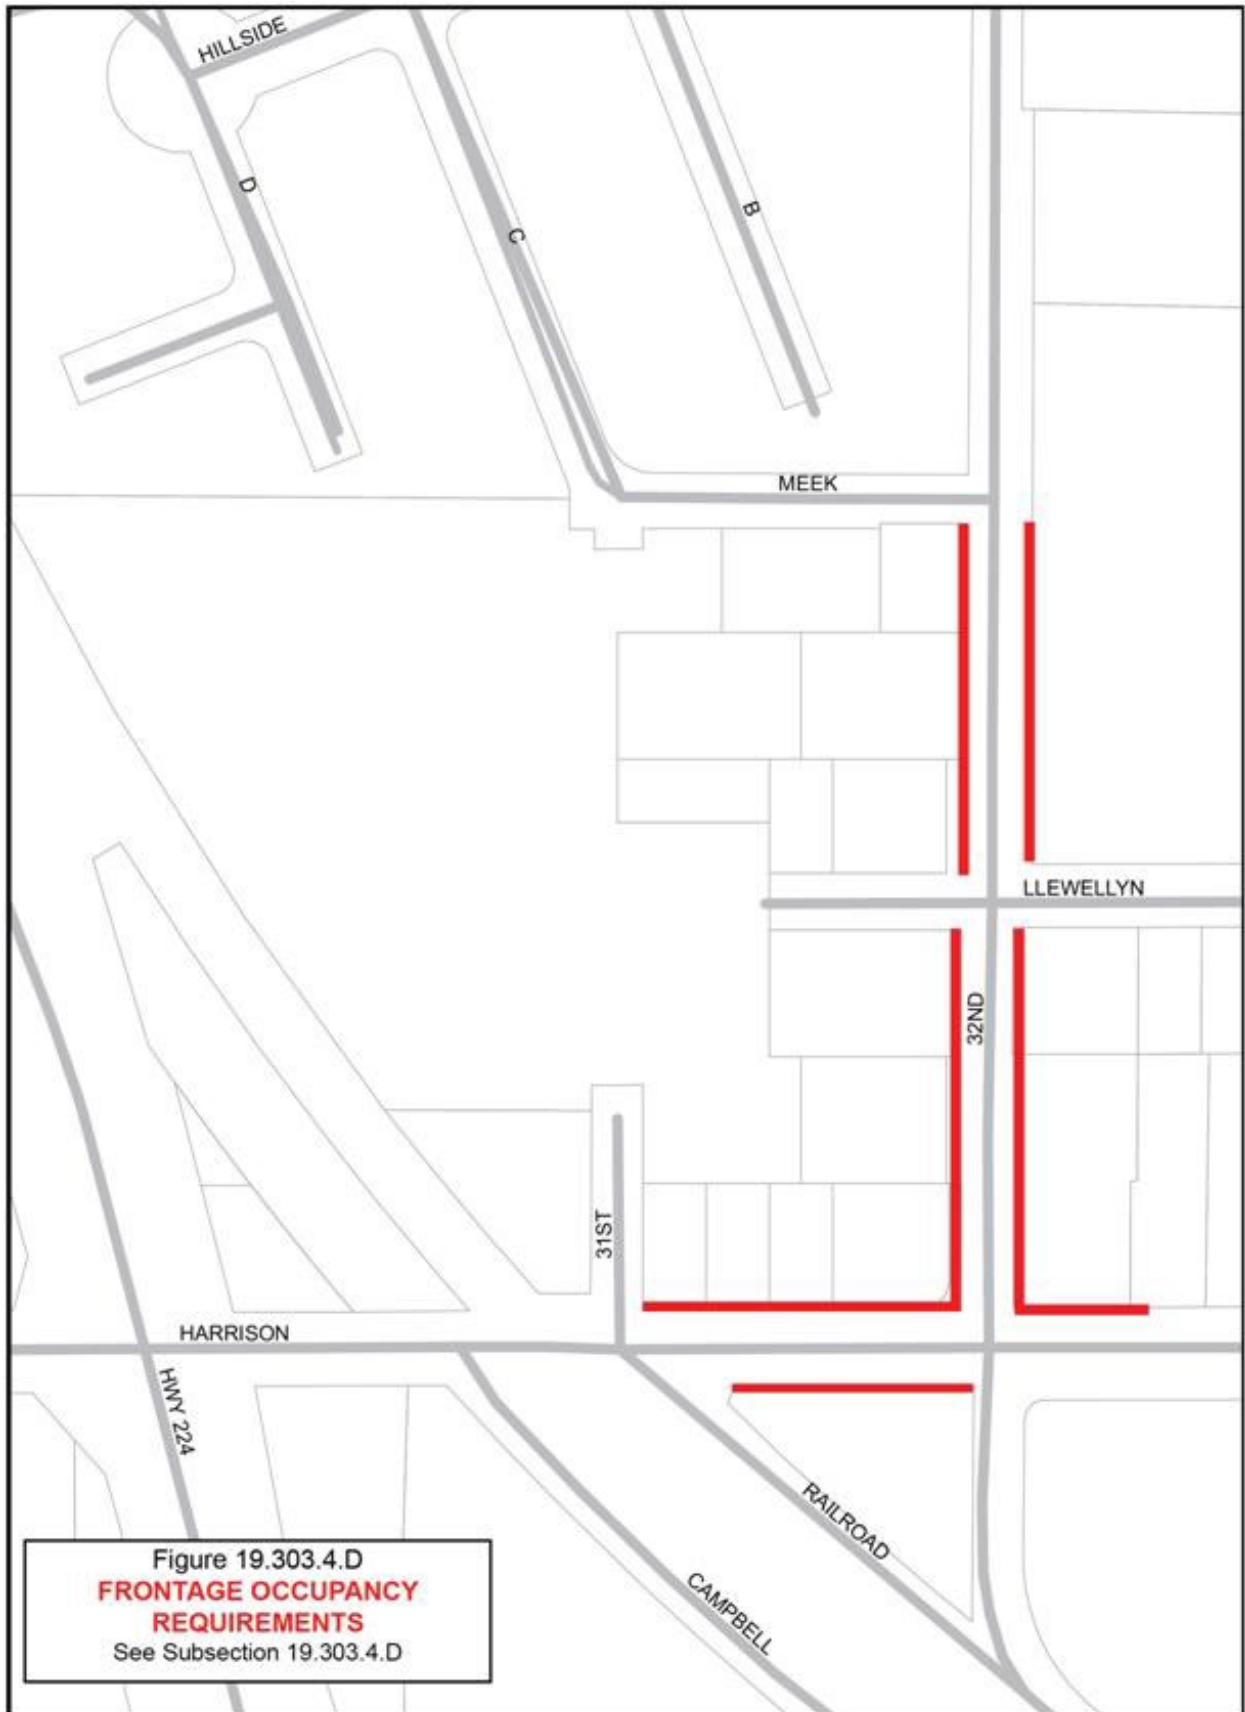 HILLSIDE
D
C
B
MEEK
LLEWELLYN
32ND
31ST
HARRISON
HWY 224
RAILROAD
CAMPBELL
Figure 19.303.4.D
FRONTAGE OCCUPANCY
REQUIREMENTS
See Subsection 19.303.4.D